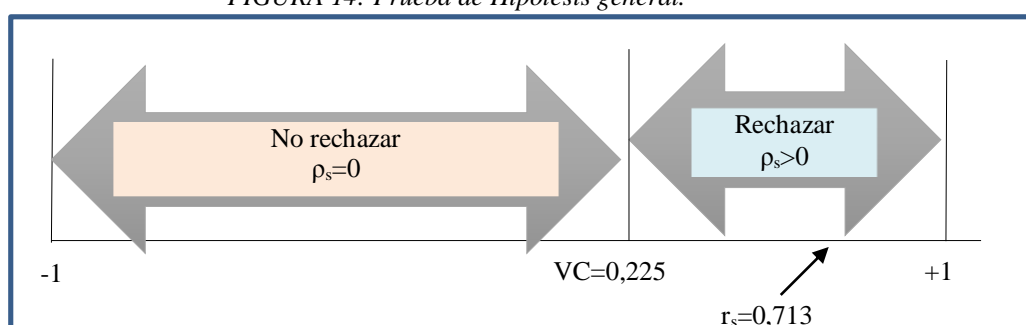 FIGURA 14: Prueba de Hipótesis general.
No rechazar
ρₛ=0
Rechazar
ρₛ>0
-1
VC=0,225
+1
rₛ=0,713